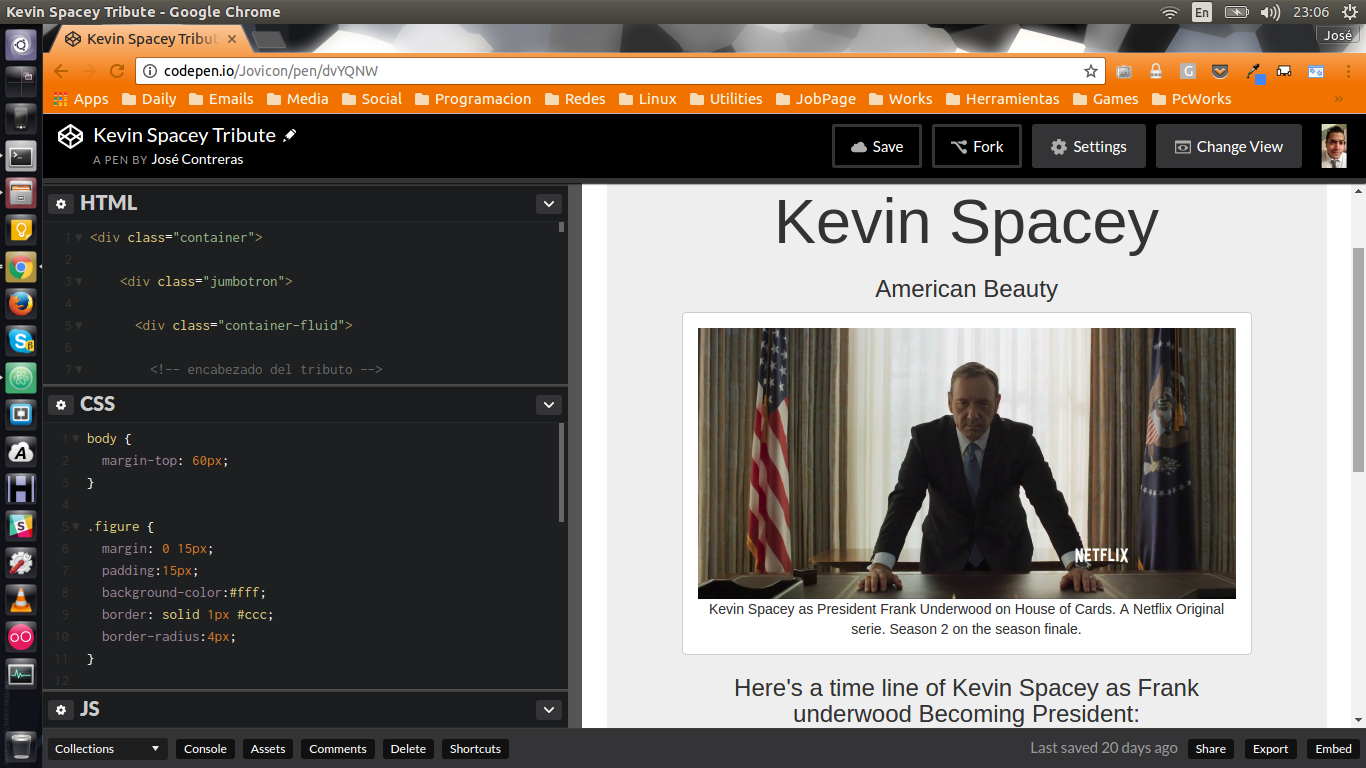 Kevin Spacey Tribute - Google Chrome
En
23:06
Kevin Spacey Tribut
José
codepen.io/Jovicon/pen/dvYQNW
Apps Daily Emails Media Social Programacion Redes Linux Utilities JobPage Works Herramientas Games PcWorks »
Kevin Spacey Tribute
A PEN BY José Contreras
Save Fork Settings Change View
HTML
1 <div class="container">
2
3 <div class="jumbotron">
4
5 <div class="container-fluid">
6
7 <!-- encabezado del tributo -->
CSS
1 body {
2 margin-top: 60px;
3 }
4
5 .figure {
6 margin: 0 15px;
7 padding:15px;
8 background-color:#fff;
9 border: solid 1px #ccc;
10 border-radius:4px;
11 }
12
JS
Kevin Spacey
American Beauty
NETFLIX
Kevin Spacey as President Frank Underwood on House of Cards. A Netflix Original
serie. Season 2 on the season finale.
Here's a time line of Kevin Spacey as Frank
underwood Becoming President:
Collections Console Assets Comments Delete Shortcuts
Last saved 20 days ago Share Export Embed